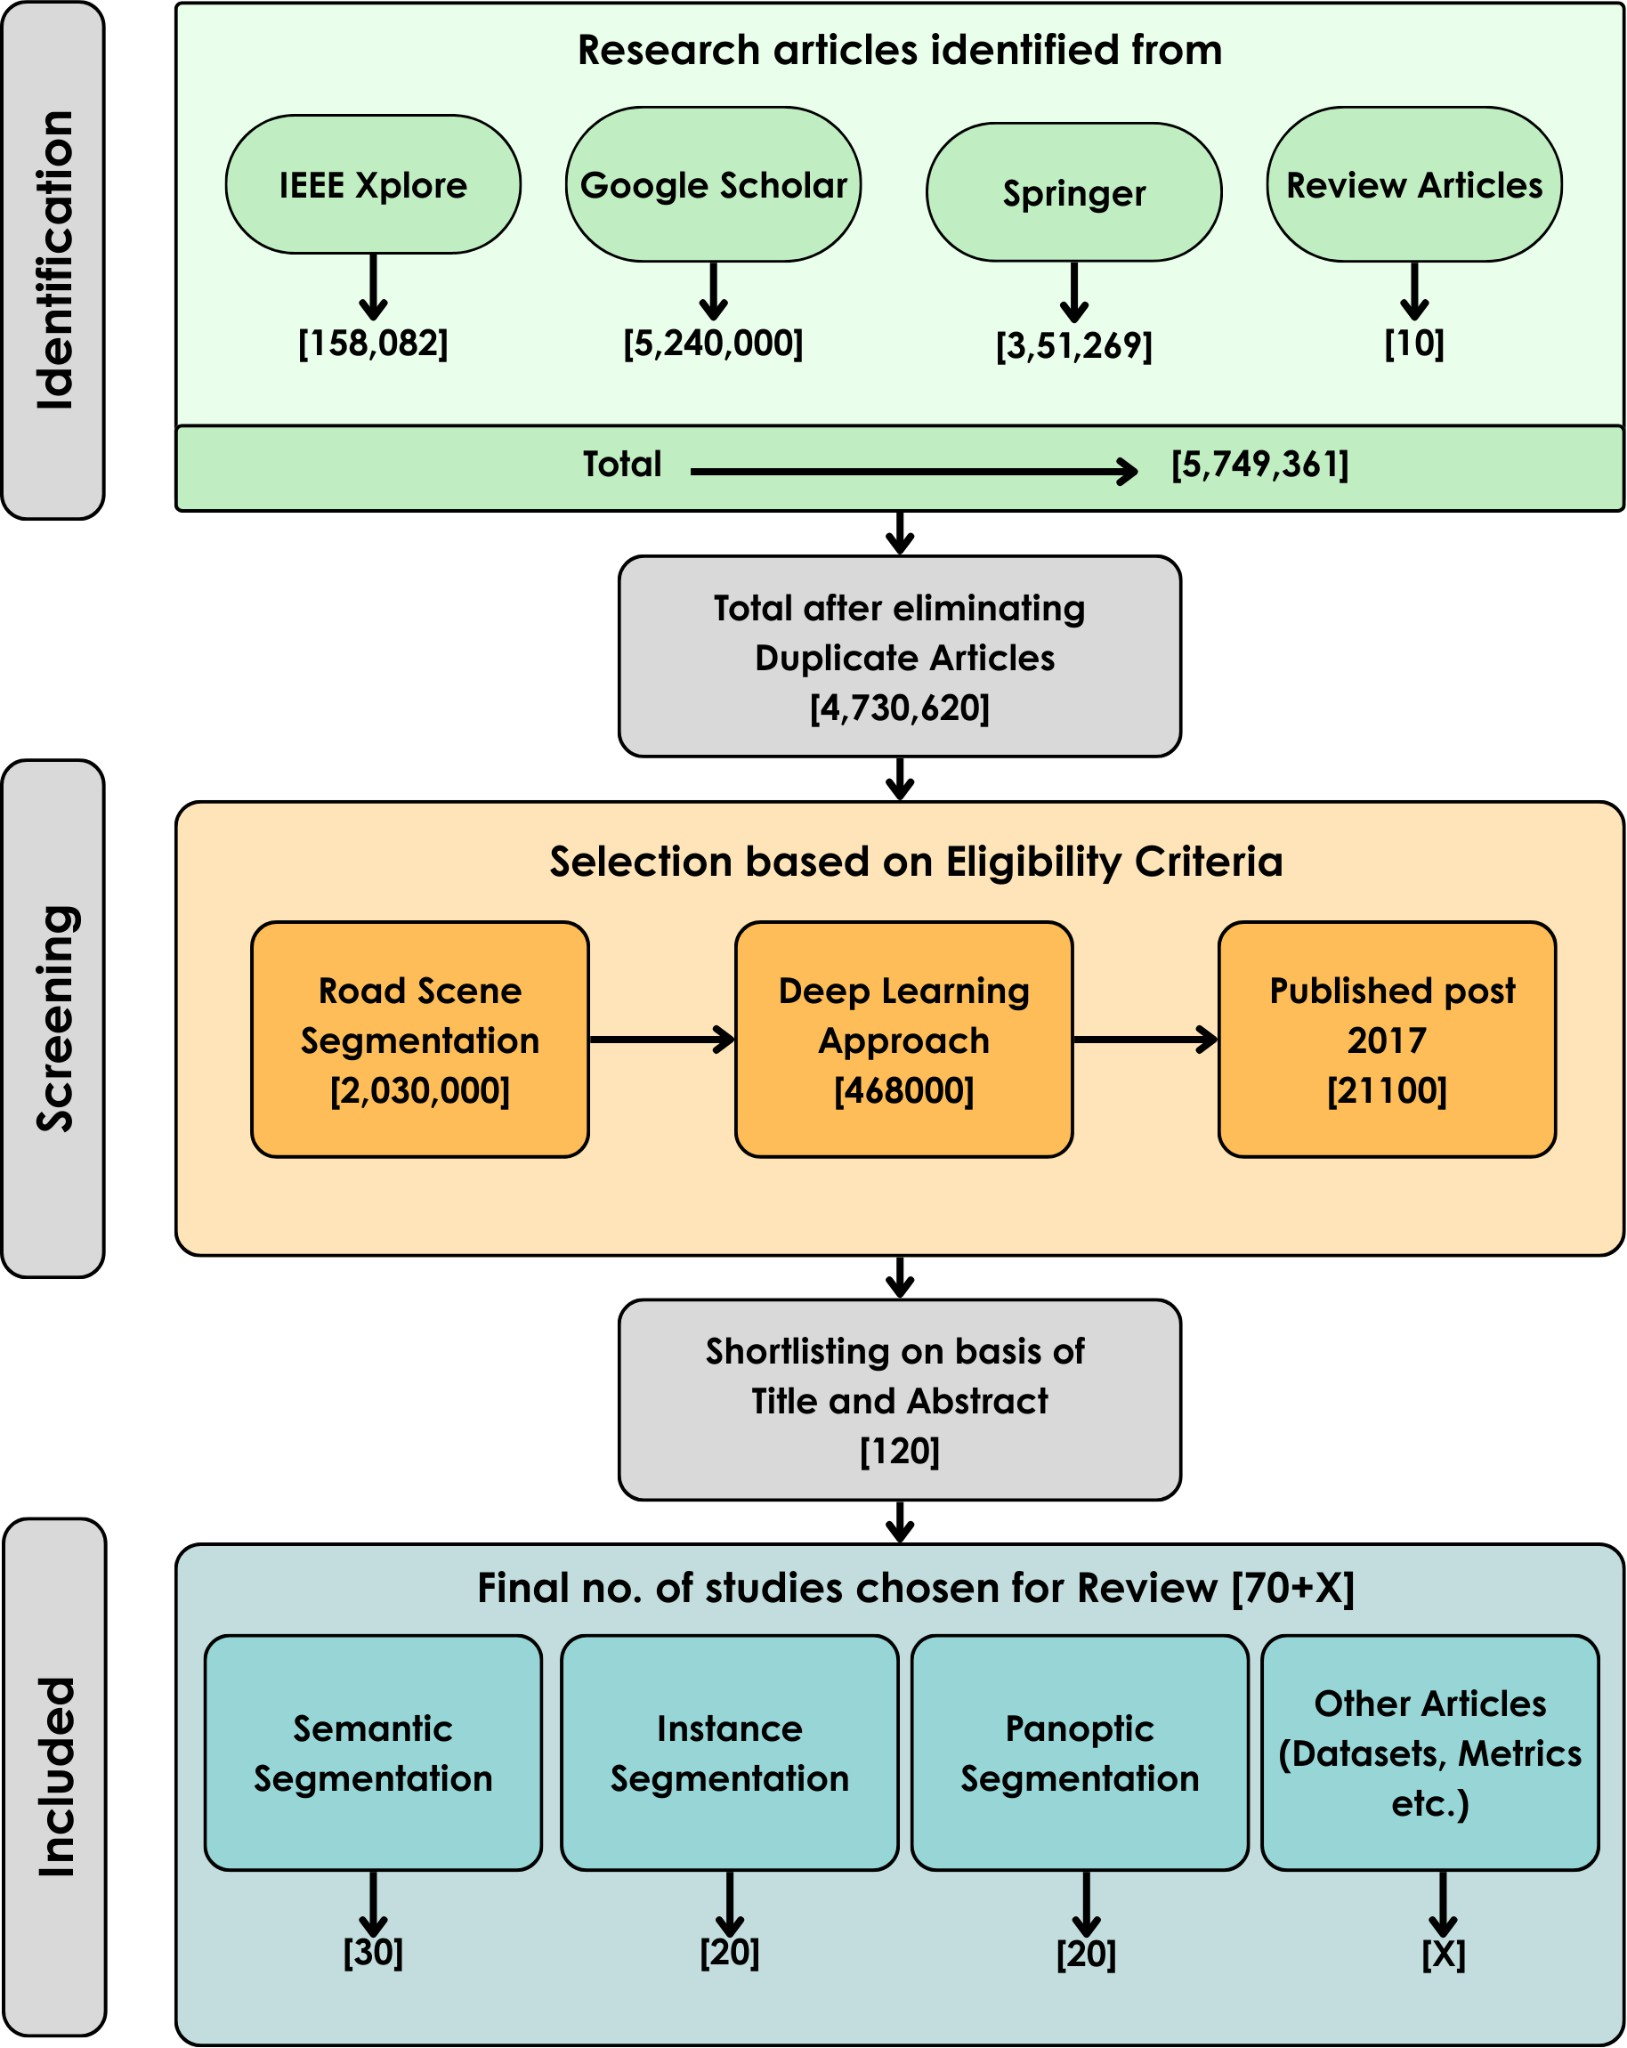 Identification
Research articles identified from
IEEE Xplore
Google Scholar
Springer
Review Articles
[158,082]
[5,240,000]
[3,51,269]
[10]
Total
[5,749,361]
Total after eliminating
Duplicate Articles
[4,730,620]
Screening
Selection based on Eligibility Criteria
Road Scene
Segmentation
[2,030,000]
Deep Learning
Approach
[468000]
Published post
2017
[21100]
Shortlisting on basis of
Title and Abstract
[120]
Included
Final no. of studies chosen for Review [70+X]
Semantic
Segmentation
Instance
Segmentation
Panoptic
Segmentation
Other Articles
(Datasets, Metrics
etc.)
[30]
[20]
[20]
[X]